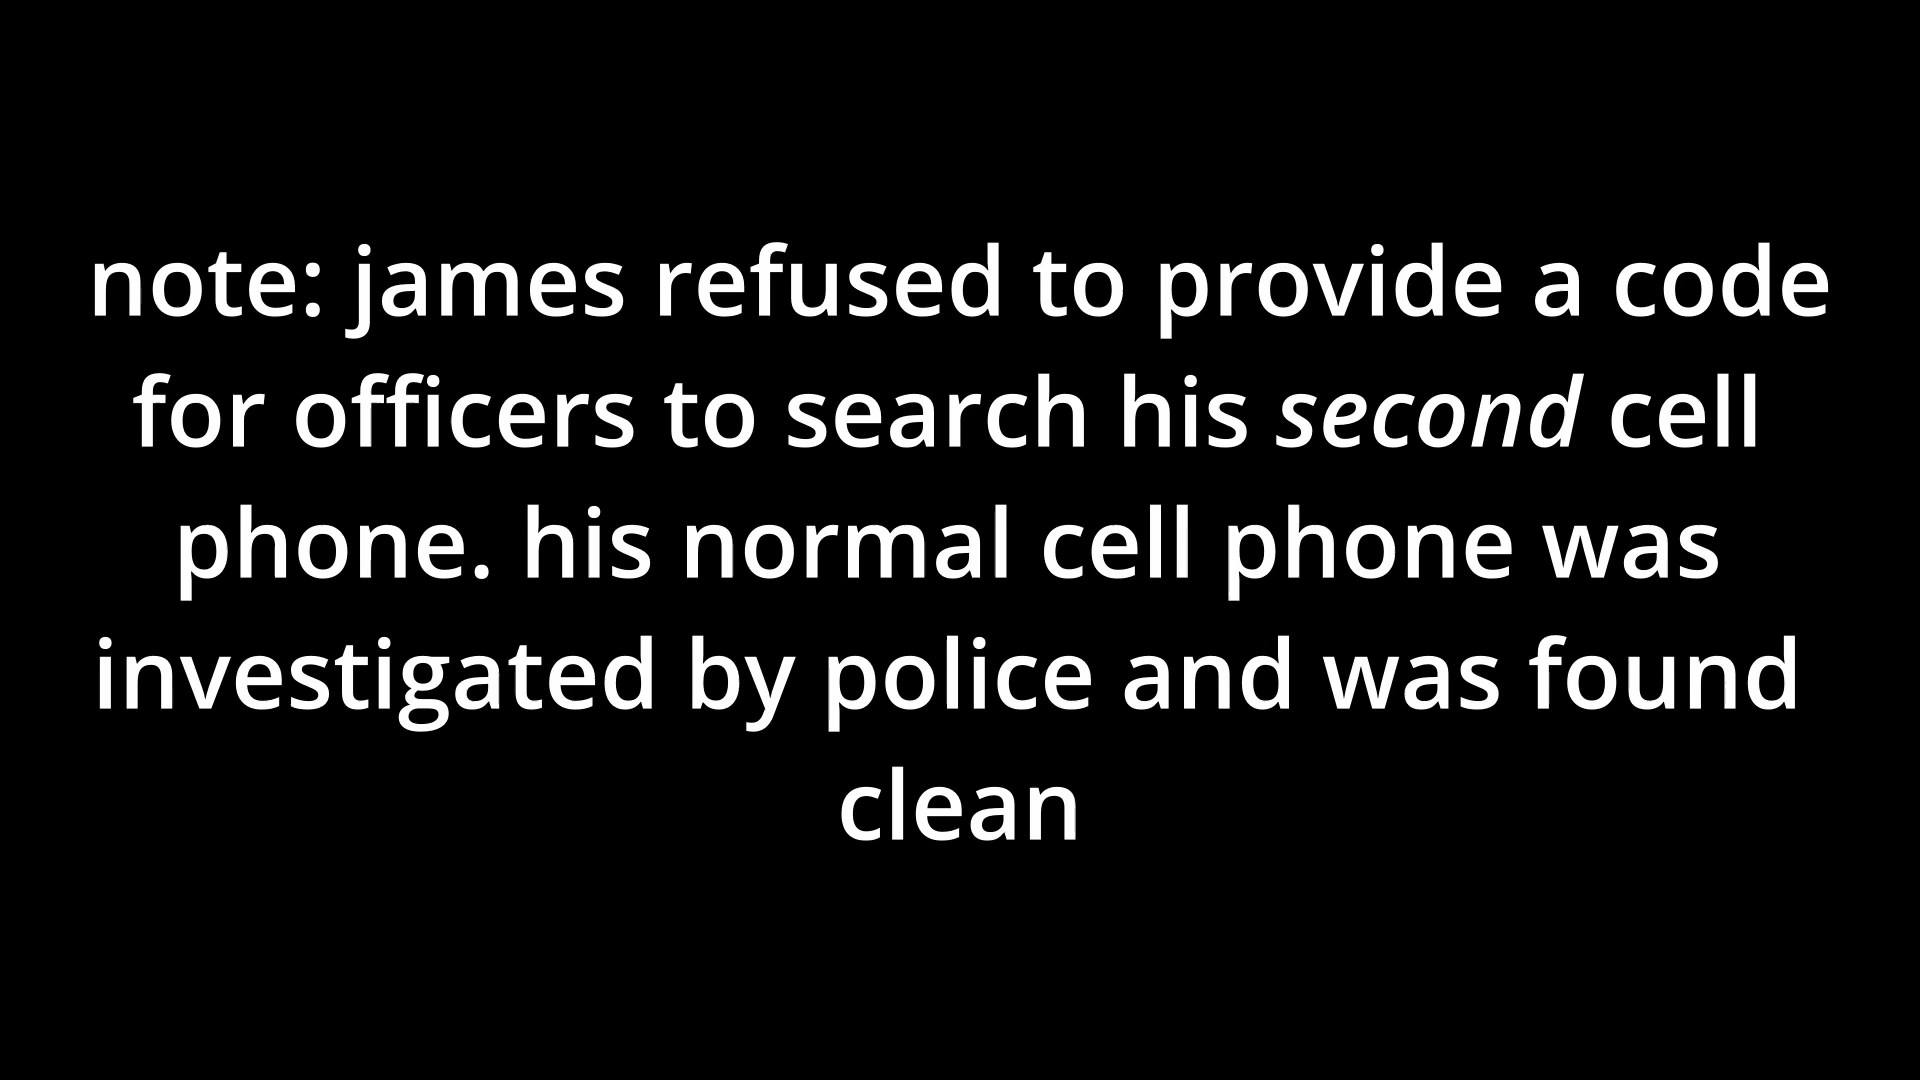 note: james refused to provide a code
for officers to search his second cell
phone. his normal cell phone was
investigated by police and was found
clean